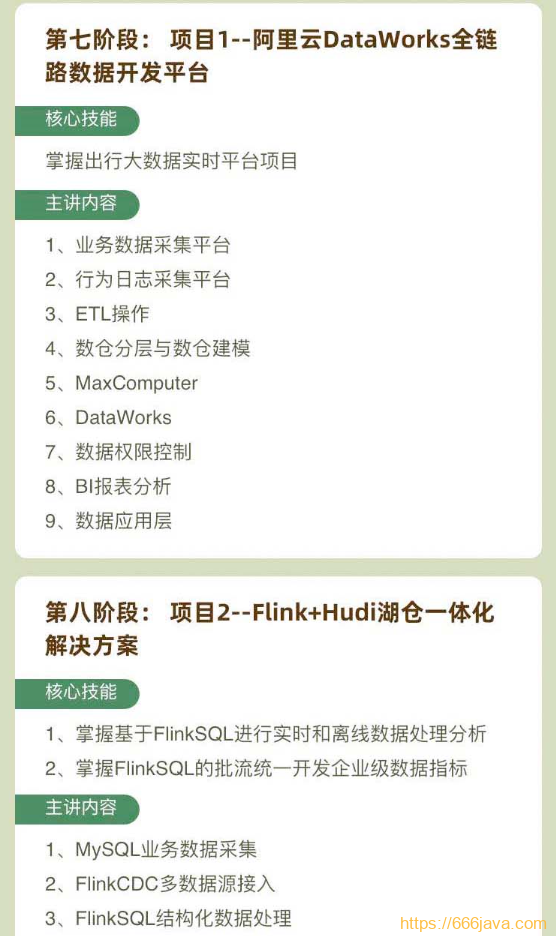 第七阶段： 项目1--阿里云DataWorks全链
路数据开发平台
核心技能
掌握出行大数据实时平台项目
主讲内容
1、业务数据采集平台
2、行为日志采集平台
3、ETL操作
4、数仓分层与数仓建模
5、MaxComputer
6、DataWorks
7、数据权限控制
8、BI报表分析
9、数据应用层
第八阶段： 项目2--Flink+Hudi湖仓一体化
解决方案
核心技能
1、掌握基于FlinkSQL进行实时和离线数据处理分析
2、掌握FlinkSQL的批流统一开发企业级数据指标
主讲内容
1、MySQL业务数据采集
2、FlinkCDC多数据源接入
3、FlinkSQL结构化数据处理
https://666java.com